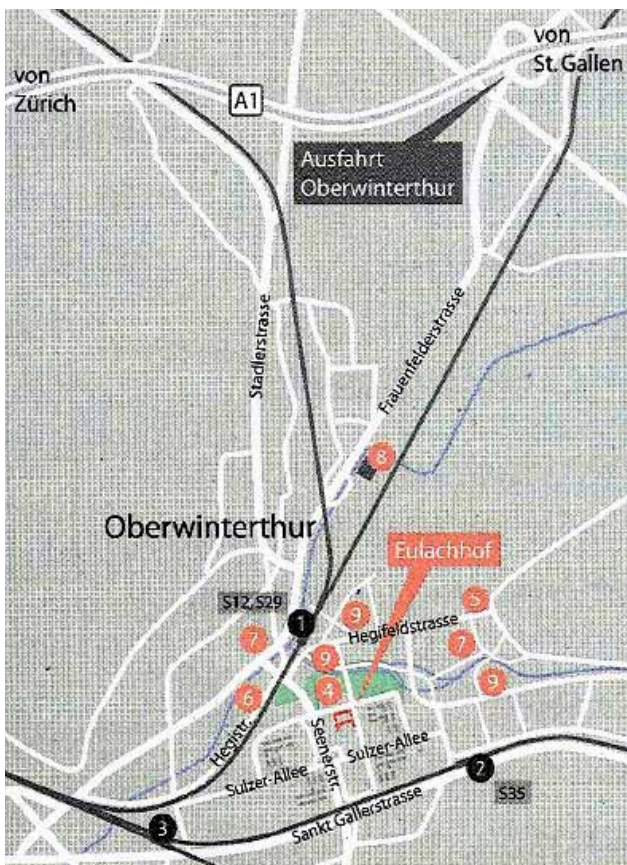 von
St. Gallen
von
Zürich
A1
Ausfahrt
Oberwinterthur
Stadlerstrasse
Frauenfelderstrasse
8
Oberwinterthur
Eulachhof
S12, S29
9
5
1
Hegifeldstrasse
7
7
9
9
6
4
Hegistr.
Seenerstr.
Sulzer-Allee
Sulzer-Allee
2
S35
Sankt Gallerstrasse
3